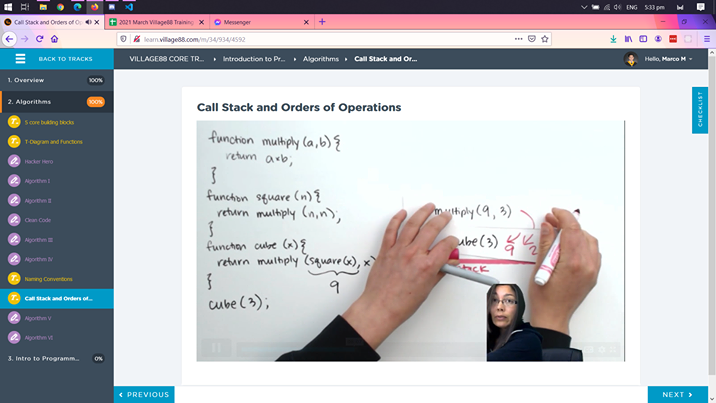 Call Stack and Orders of Op
2021 March Village88 Training
Messenger
ENG
5:33 pm
learn.village88.com/m/34/934/4592
BACK TO TRACKS
VILLAGE88 CORE TR...
Introduction to Pr...
Algorithms
Call Stack and Or...
Hello, Marco M
1. Overview
100%
2. Algorithms
100%
5 core building blocks
T-Diagram and Functions
Hacker Hero
Algorithm I
Algorithm II
Clean Code
Algorithm III
Algorithm IV
Naming Conventions
Call Stack and Orders of...
Algorithm V
Algorithm VI
3. Intro to Programm...
0%
CHECKLIST
Call Stack and Orders of Operations
function multiply (a,b) {
return a*b;
}
function square (n) {
return multiply (n,n);
}
function cube (x) {
return multiply (square(x), x)
}
9
cube(3);
multiply (9, 3)
cube(3)
9
2
PREVIOUS
NEXT